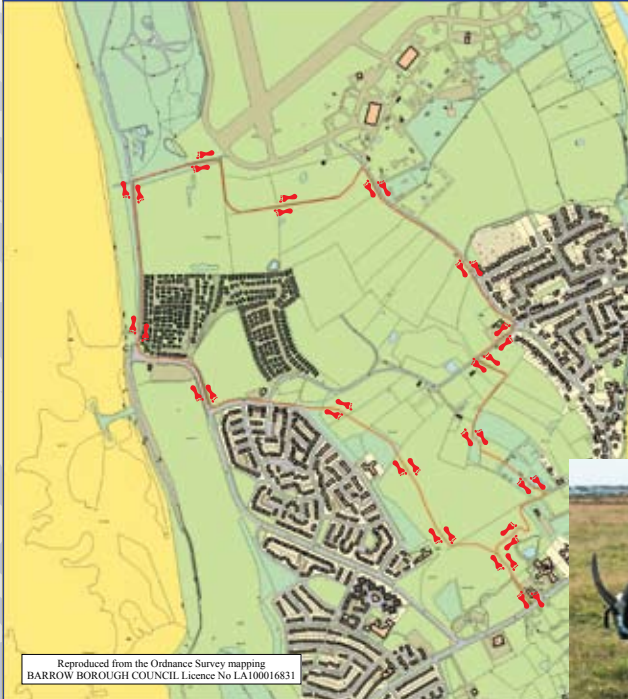 Reproduced from the Ordnance Survey mapping
BARROW BOROUGH COUNCIL Licence No LA100016831